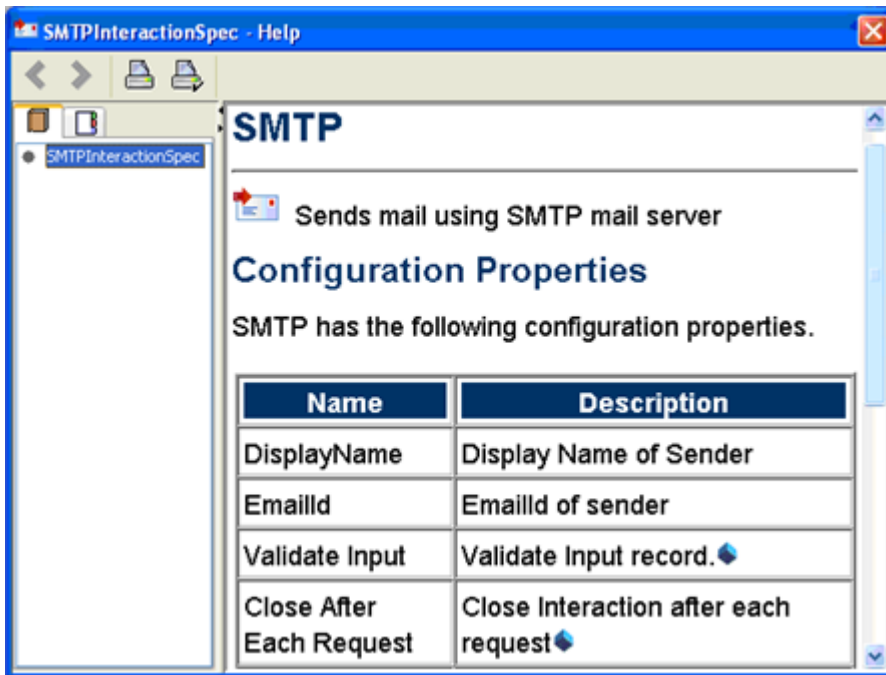 SMTPInteractionSpec - Help
SMTPInteractionSpec
SMTP
Sends mail using SMTP mail server
Configuration Properties
SMTP has the following configuration properties.
Name Description
DisplayName Display Name of Sender
EmailId EmailId of sender
Validate Input Validate Input record.
Close After Close Interaction after each
Each Request request